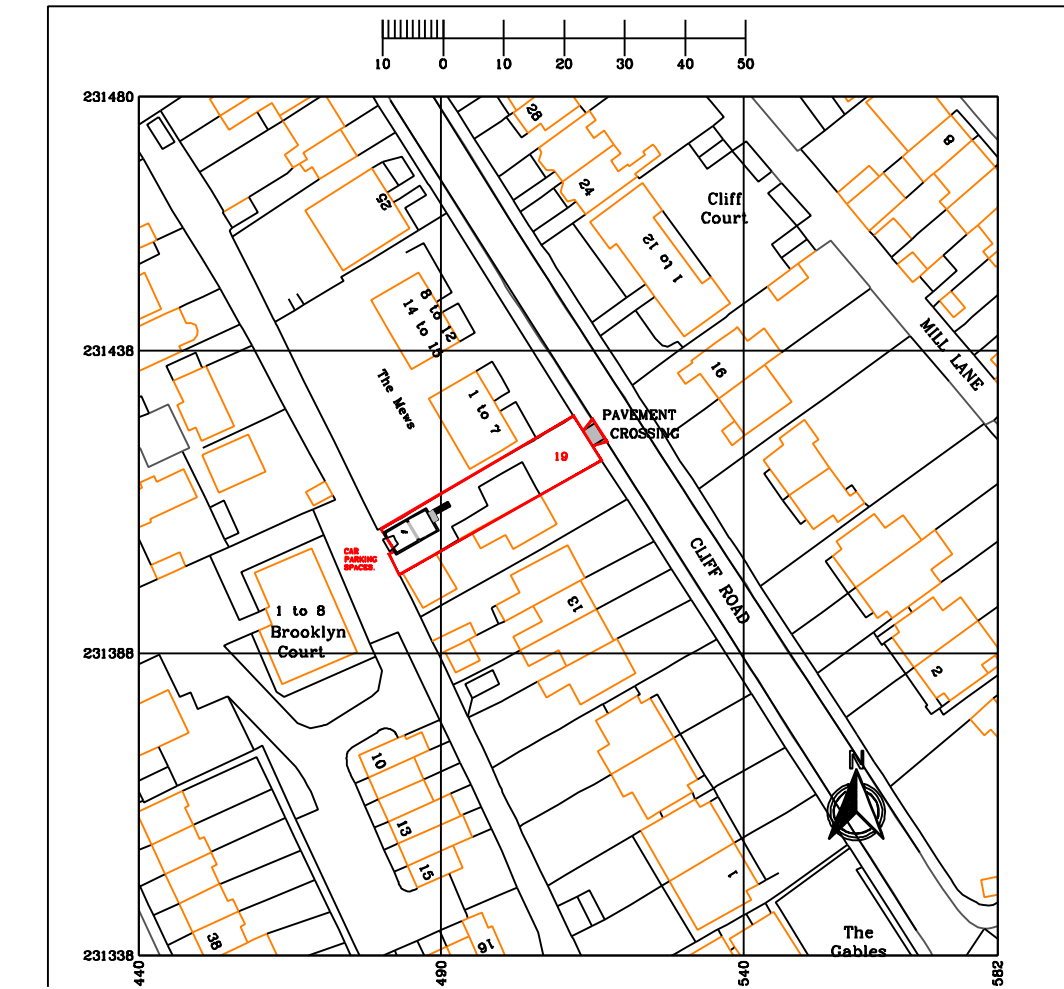 10 0 10 20 30 40 50
231480
28
8
25
24
Cliff
Court
1 to 12
8 to 12
14 to 15
MILL LANE
231438
16
The Mews
1 to 7
PAVEMENT
CROSSING
19
CAR
PARKING
SPACES.
CLIFF ROAD
1 to 8
Brooklyn
Court
13
231388
2
10
N
13
15
1
38
16
The
Gables
231338
440 490 540 582